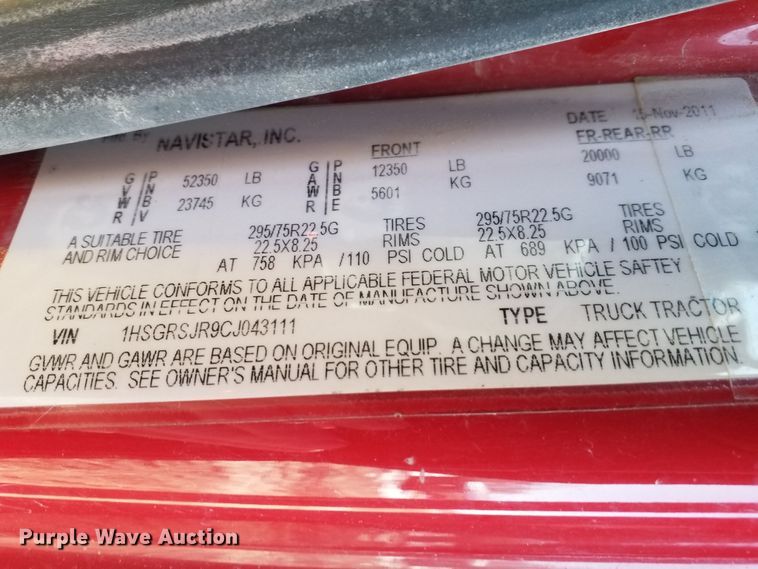 NAVISTAR, INC. DATE -Nov-2011
FRONT FR-REAR-RR
G P 52350 LB G P 12350 LB 20000 LB
V N A N
W B 23745 KG W B 5601 KG 9071 KG
R V R E
A SUITABLE TIRE 295/75R22.5G TIRES 295/75R22.5G TIRES
AND RIM CHOICE 22.5X8.25 RIMS 22.5X8.25 RIMS
AT 758 KPA /110 PSI COLD AT 689 KPA / 100 PSI COLD
THIS VEHICLE CONFORMS TO ALL APPLICABLE FEDERAL MOTOR VEHICLE SAFTEY
STANDARDS IN EFFECT ON THE DATE OF MANUFACTURE SHOWN ABOVE.
VIN 1HSGRSJR9CJ043111 TYPE TRUCK TRACTOR
GVWR AND GAWR ARE BASED ON ORIGINAL EQUIP. A CHANGE MAY AFFECT VEHICLE
CAPACITIES. SEE OWNER'S MANUAL FOR OTHER TIRE AND CAPACITY INFORMATION.
Purple Wave Auction